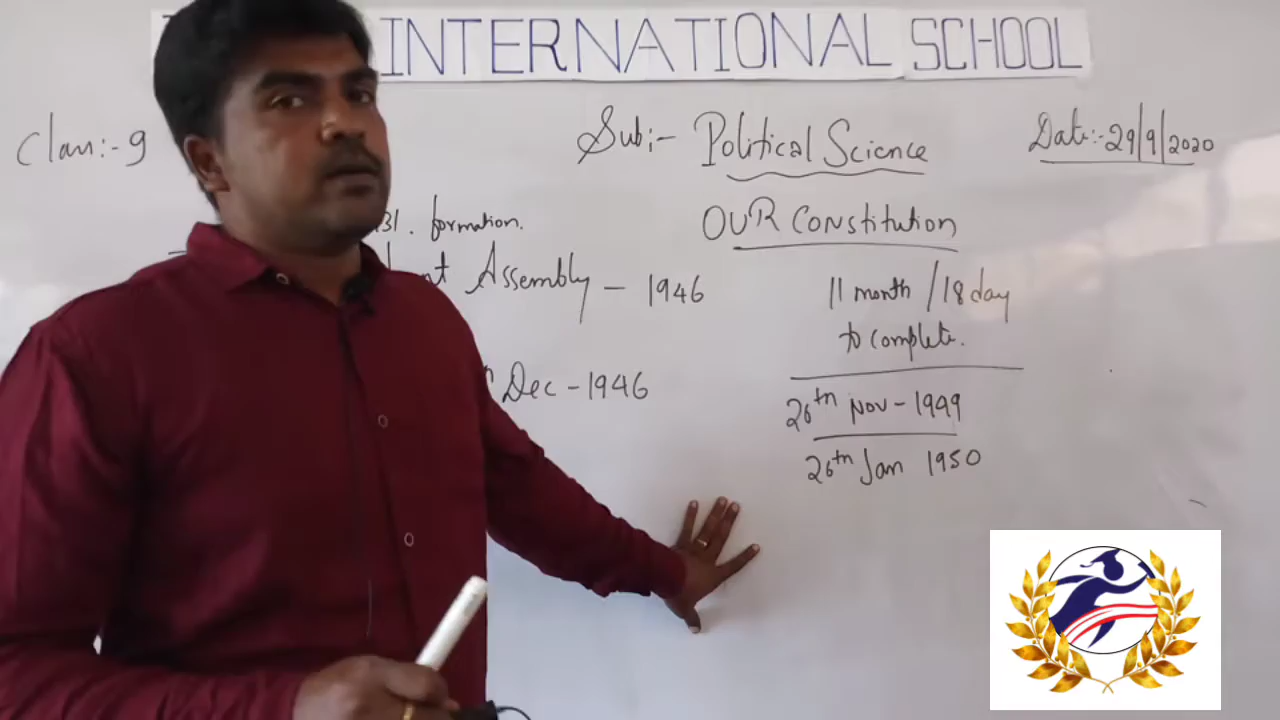 INTERNATIONAL SCHOOL
Class:- 9
Sub:- Political Science
Date:- 29/9/2020
OUR Constitution
31. formation.
Assembly - 1946
11 month / 18 day
to complete.
Dec - 1946
26th Nov - 1949
26th Jan 1950